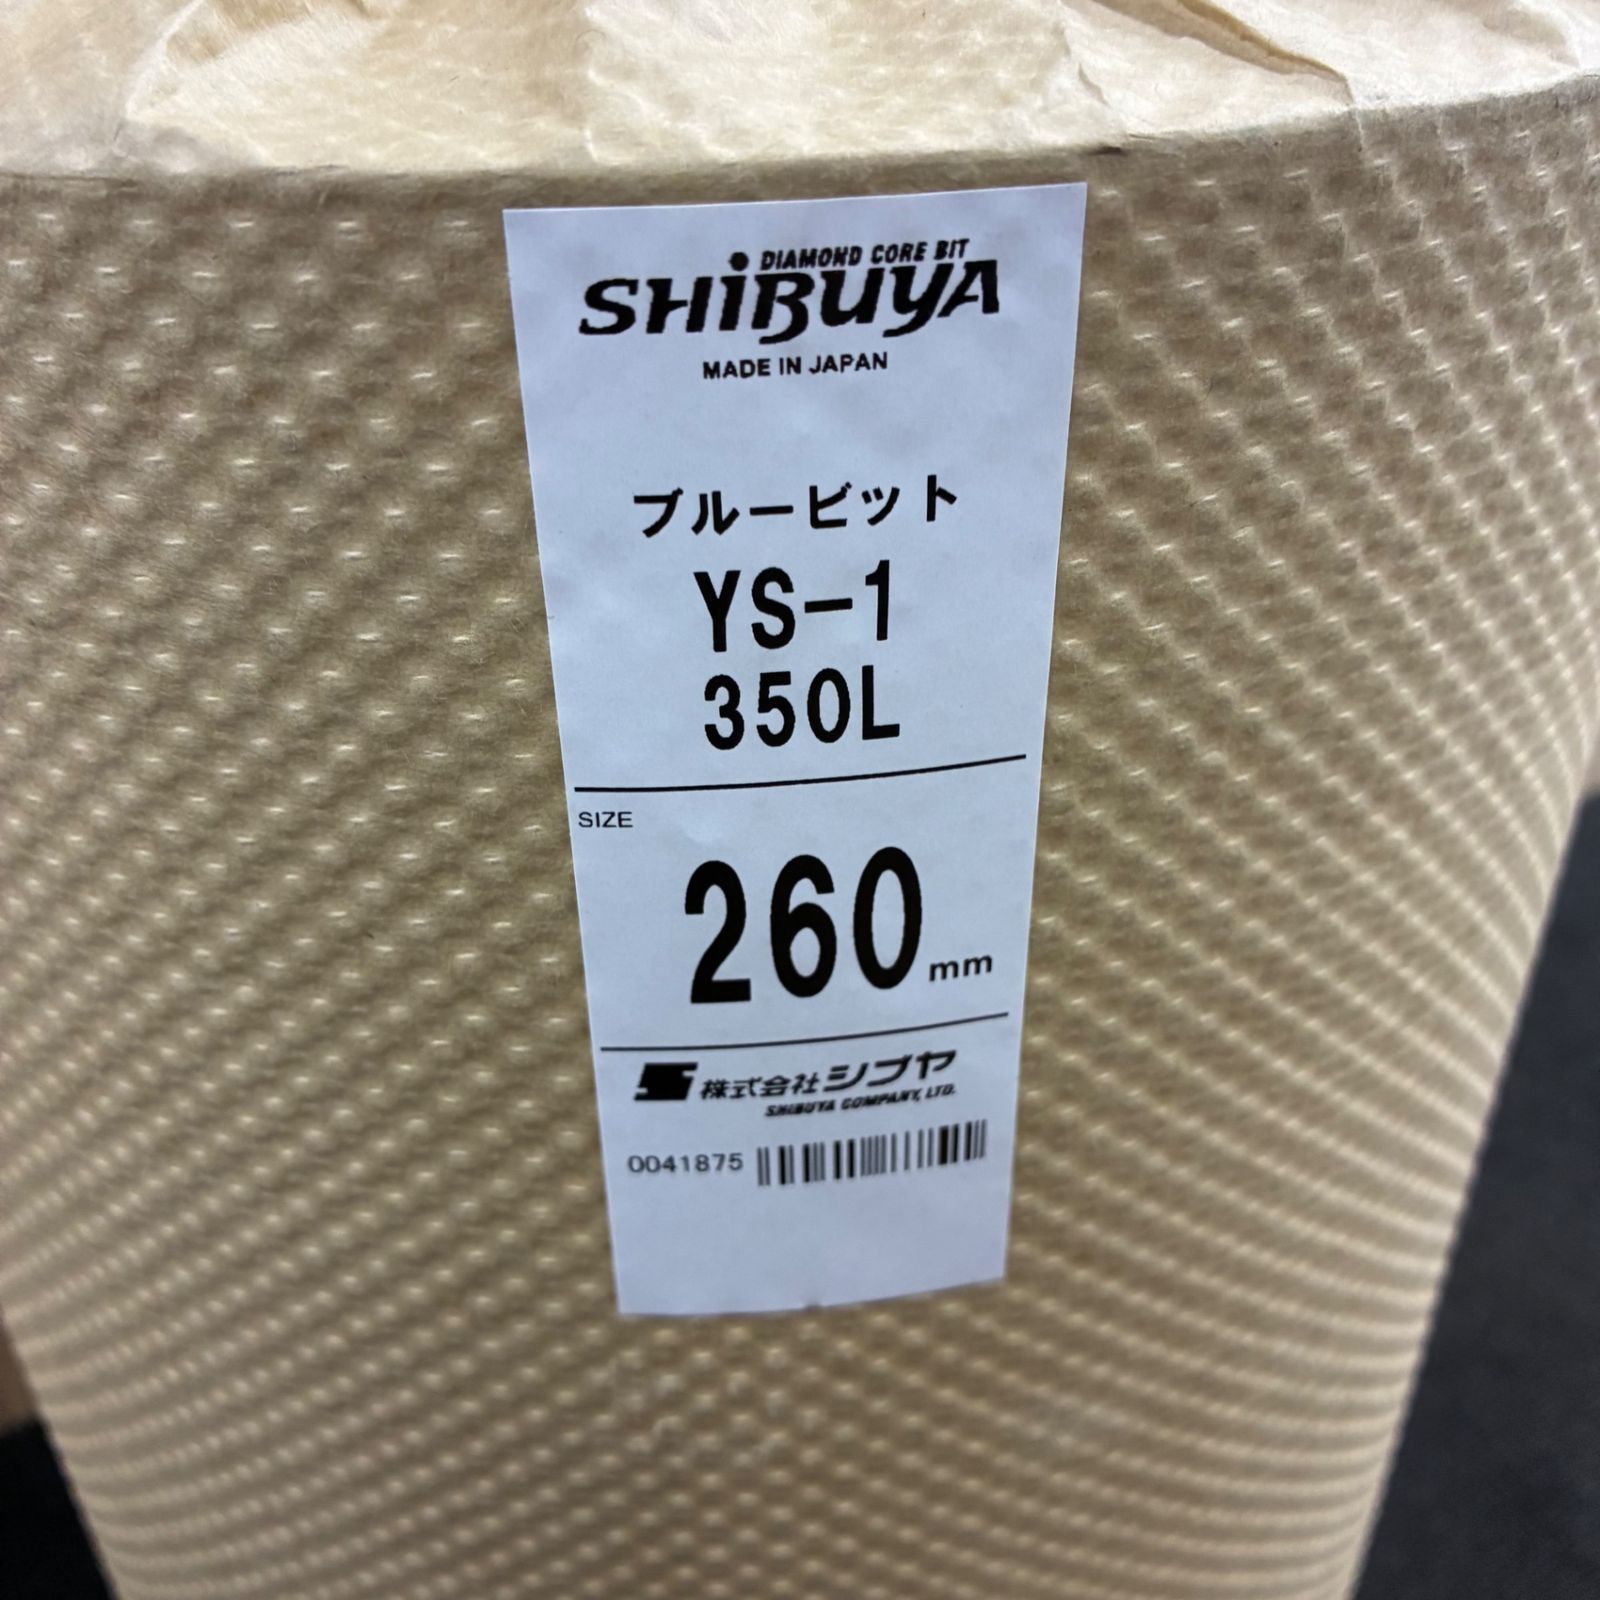 DIAMOND CORE BIT
SHiBUYA
MADE IN JAPAN
ブルービット
YS-1
350L
SIZE
260mm
株式会社シブヤ
SHIBUYA COMPANY, LTD.
0041875